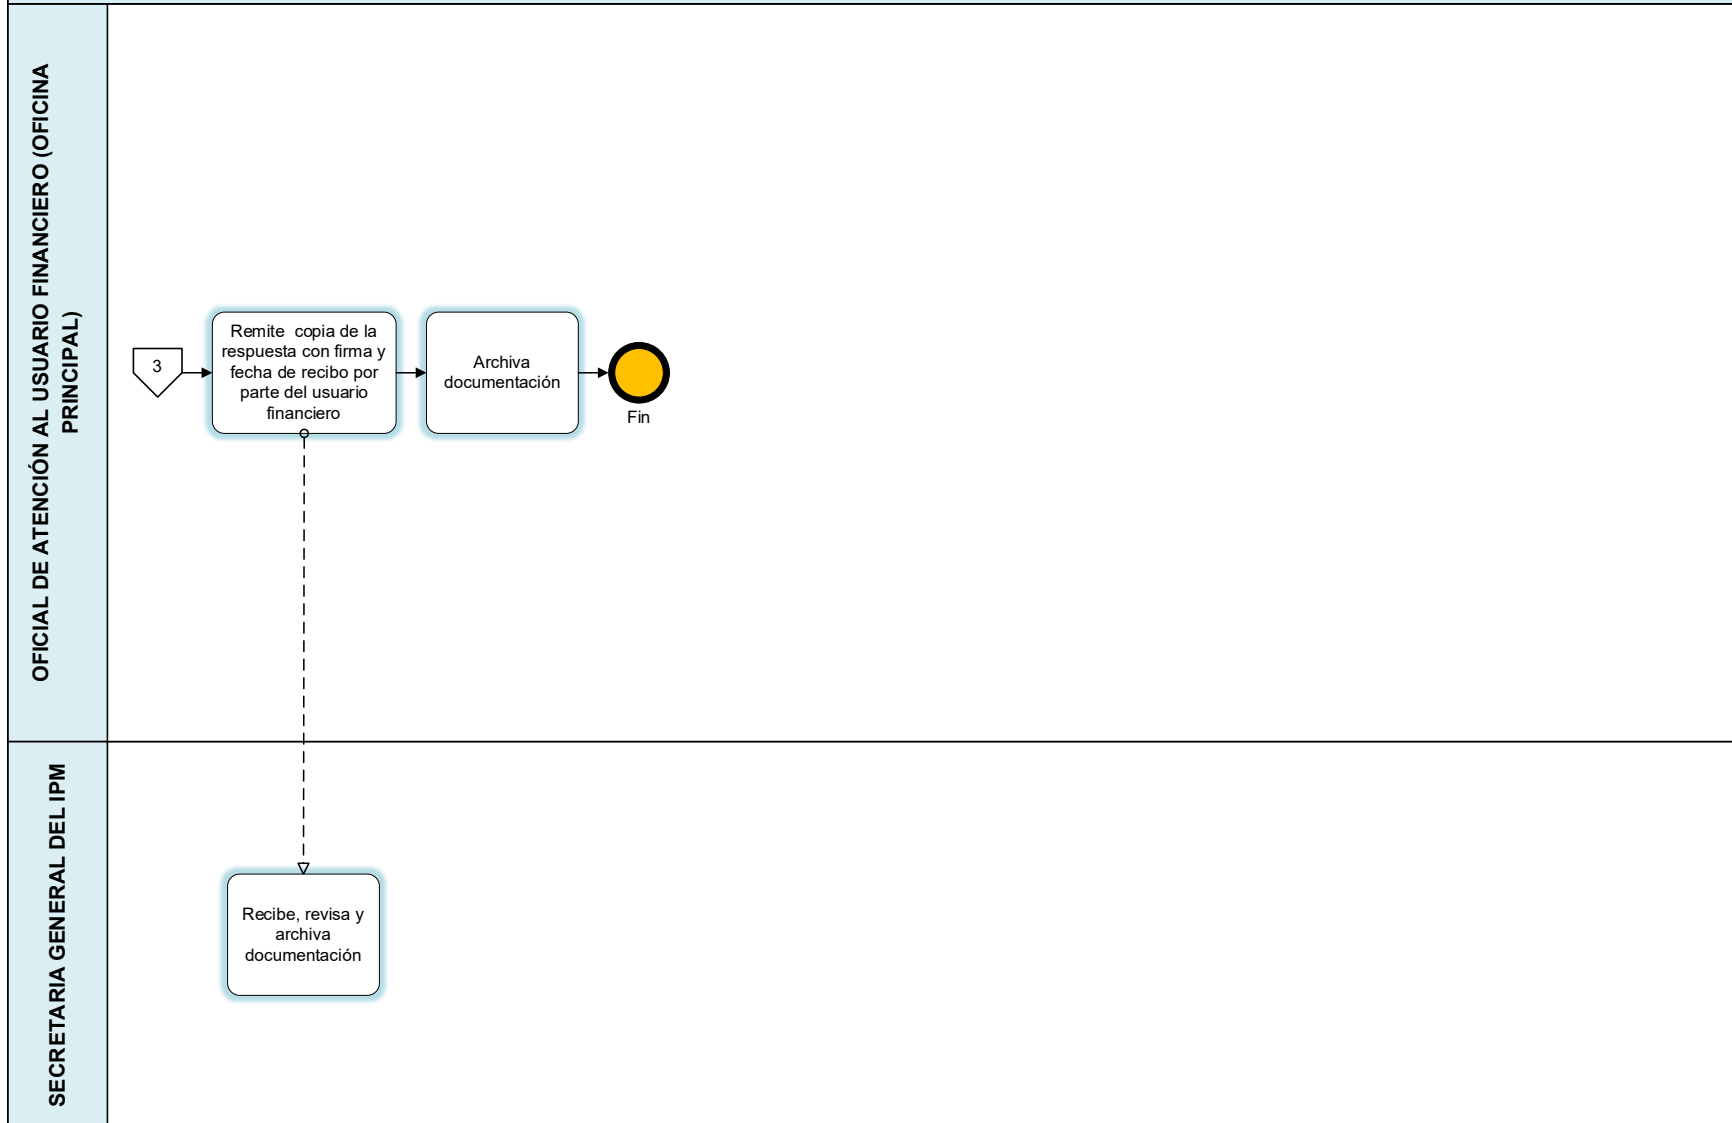 OFICIAL DE ATENCIÓN AL USUARIO FINANCIERO (OFICINA
PRINCIPAL)
3
Remite copia de la
respuesta con firma y
fecha de recibo por
parte del usuario
financiero
Archiva
documentación
Fin
SECRETARIA GENERAL DEL IPM
Recibe, revisa y
archiva
documentación